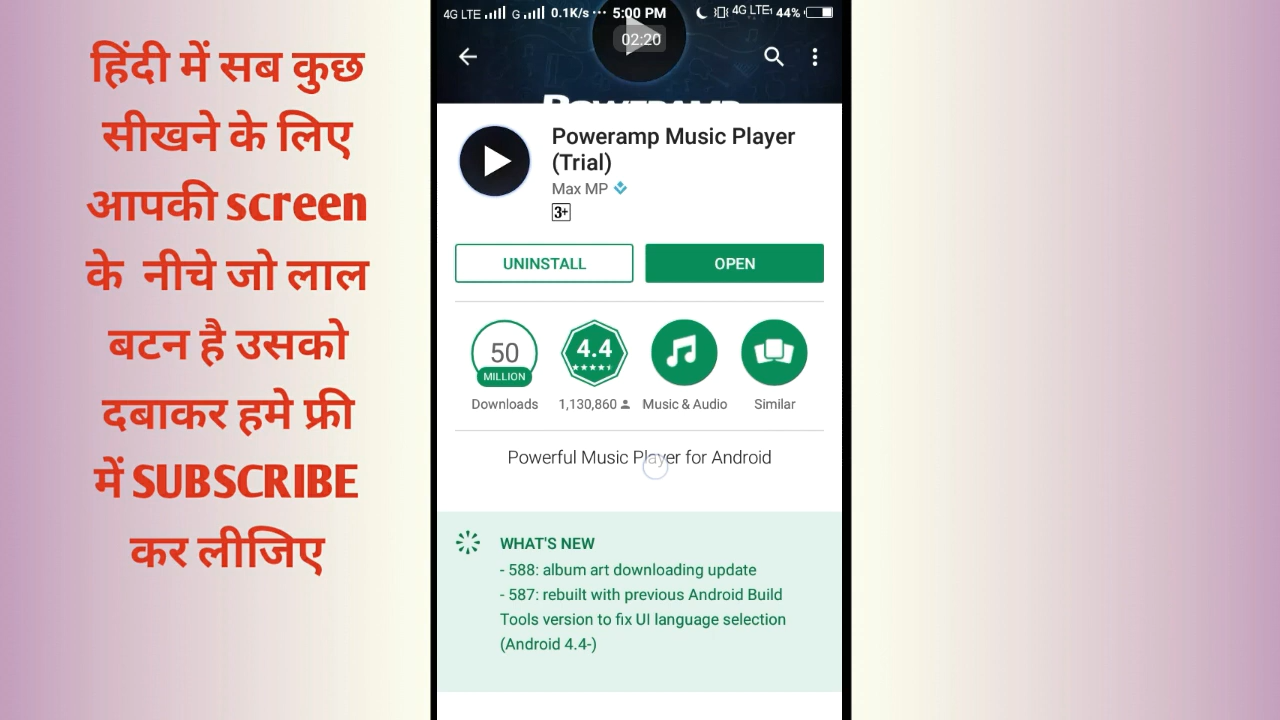 हिंदी में सब कुछ
सीखने के लिए
आपकी screen
के नीचे जो लाल
बटन है उसको
दबाकर हमे फ्री
में SUBSCRIBE
कर लीजिए
4G LTE G 0.1K/s ··· 5:00 PM 4G LTE 44%
02:20
POWERAMP
Poweramp Music Player
(Trial)
Max MP
3+
UNINSTALL OPEN
50
MILLION
4.4
Downloads 1,130,860 Music & Audio Similar
Powerful Music Player for Android
WHAT'S NEW
- 588: album art downloading update
- 587: rebuilt with previous Android Build
Tools version to fix UI language selection
(Android 4.4-)